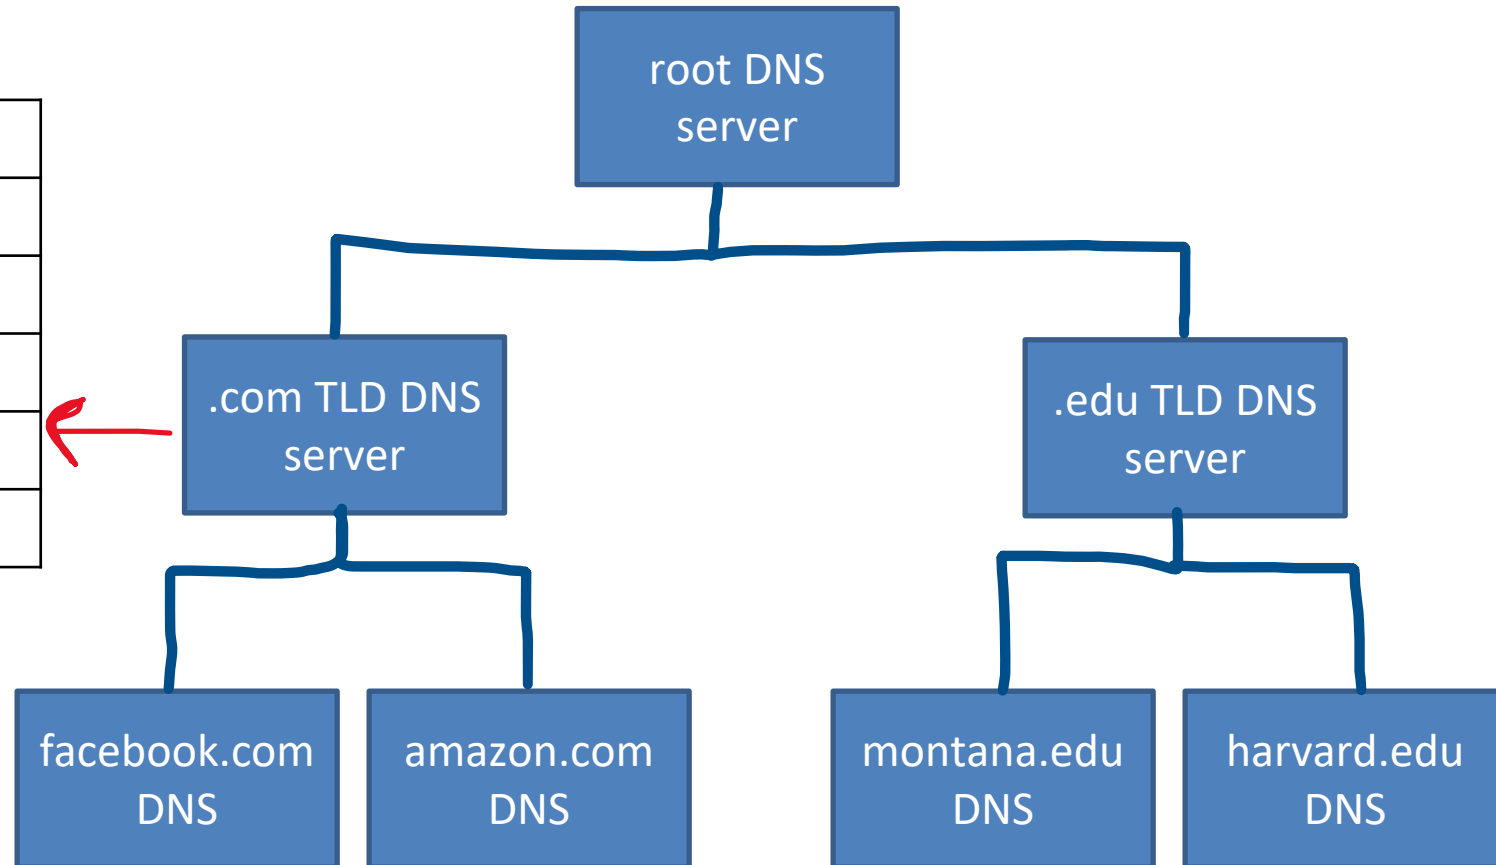 root DNS
server
.com TLD DNS
server
.edu TLD DNS
server
facebook.com
DNS
amazon.com
DNS
montana.edu
DNS
harvard.edu
DNS